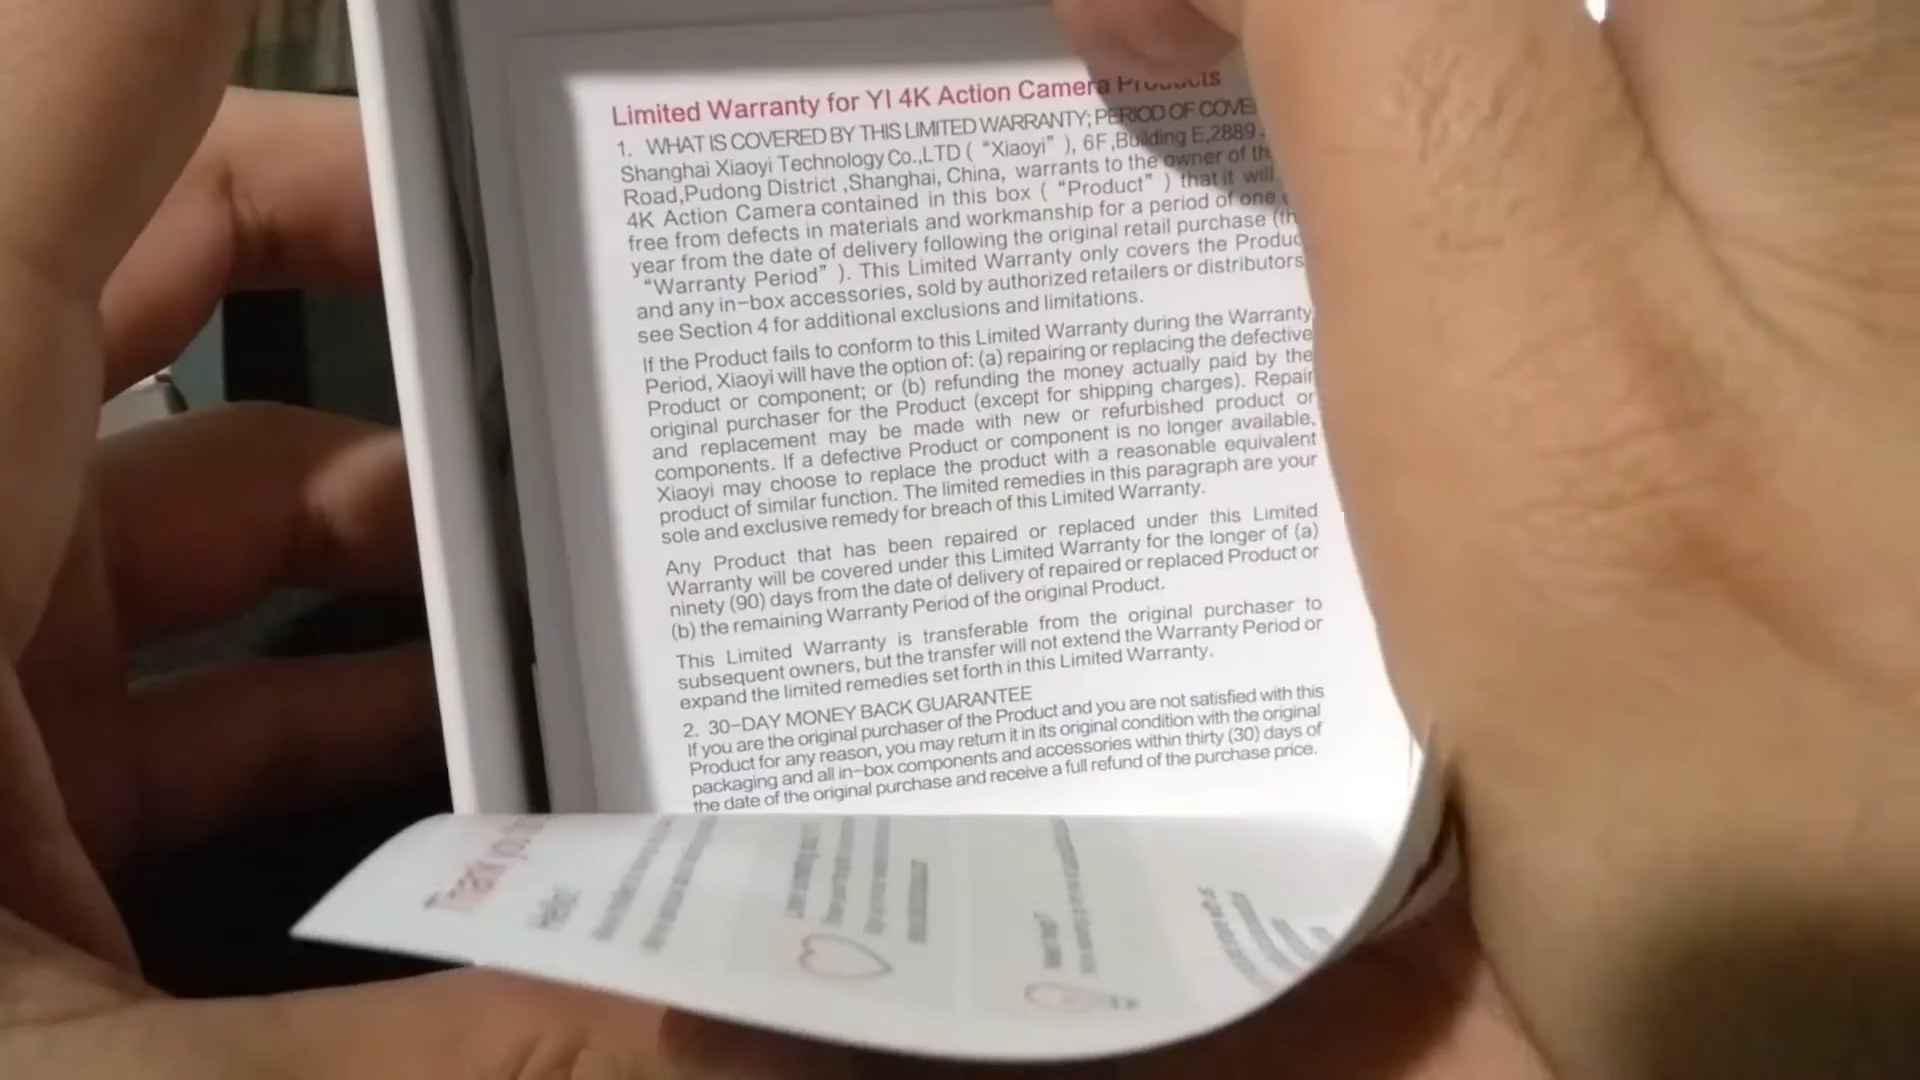 Limited Warranty for YI 4K Action Camera Products
1. WHAT IS COVERED BY THIS LIMITED WARRANTY; PERIOD OF
Shanghai Xiaoyi Technology Co.,LTD ( “Xiaoyi” ), 6F,Building E,2889
Road,Pudong District ,Shanghai, China, warrants to the owner of
4K Action Camera contained in this box ( “Product” ) that it will
free from defects in materials and workmanship for a period of one
year from the date of delivery following the original retail purchase
“Warranty Period” ). This Limited Warranty only covers the
and any in-box accessories, sold by authorized retailers or distributors
see Section 4 for additional exclusions and limitations.
If the Product fails to conform to this Limited Warranty during the Warranty
Period, Xiaoyi will have the option of: (a) repairing or replacing the defective
Product or component; or (b) refunding the money actually paid by the
original purchaser for the Product (except for shipping charges). Repair
and replacement may be made with new or refurbished product or
components. If a defective Product or component is no longer available,
Xiaoyi may choose to replace the product with a reasonable equivalent
product of similar function. The limited remedies in this paragraph are your
sole and exclusive remedy for breach of this Limited Warranty.
Any Product that has been repaired or replaced under this Limited
Warranty will be covered under this Limited Warranty for the longer of (a)
ninety (90) days from the date of delivery of repaired or replaced Product or
(b) the remaining Warranty Period of the original Product.
This Limited Warranty is transferable from the original purchaser to
subsequent owners, but the transfer will not extend the Warranty Period or
expand the limited remedies set forth in this Limited Warranty.
2. 30-DAY MONEY BACK GUARANTEE
If you are the original purchaser of the Product and you are not satisfied with this
Product for any reason, you may return it in its original condition with the original
packaging and all in-box components and accessories within thirty (30) days of
the date of the original purchase and receive a full refund of the purchase price.
Thank you
Hello!